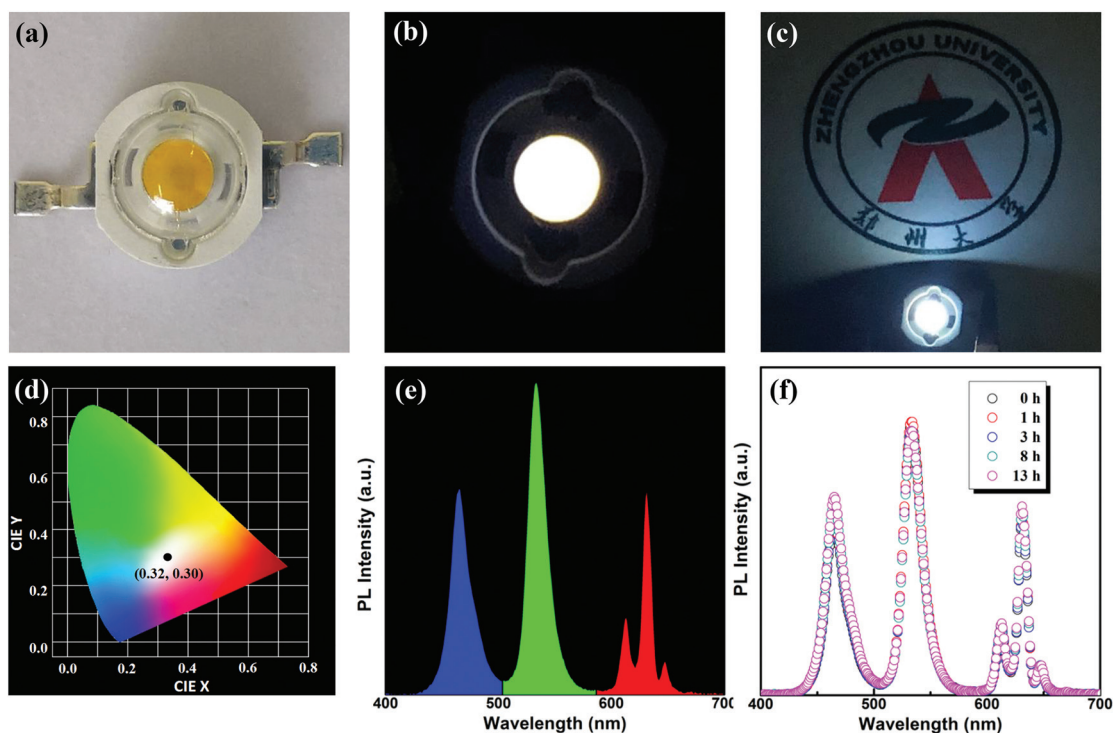 (a)
(b)
(c)
ZHENGZHOU UNIVERSITY
郑州大学
(d)
CIE Y
0.8
0.6
0.4
0.2
0.0
(0.32, 0.30)
0.0 0.2 0.4 0.6 0.8
CIE X
(e)
PL Intensity (a.u.)
400 500 600 700
Wavelength (nm)
(f)
PL Intensity (a.u.)
0 h
1 h
3 h
8 h
13 h
400 500 600 700
Wavelength (nm)